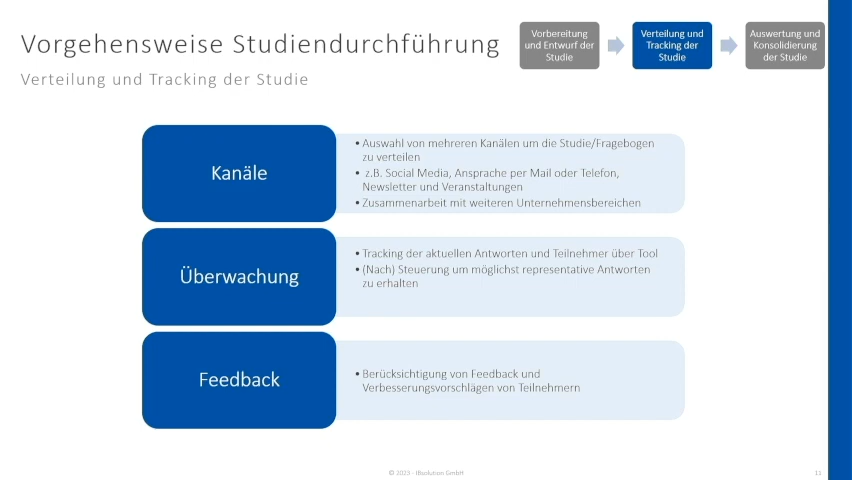 Vorgehensweise Studiendurchführung
Verteilung und Tracking der Studie
Vorbereitung
und Entwurf der
Studie
Verteilung und
Tracking der
Studie
Auswertung und
Konsolidierung
der Studie
Kanäle
• Auswahl von mehreren Kanälen um die Studie/Fragebogen
zu verteilen
• z.B. Social Media, Ansprache per Mail oder Telefon,
Newsletter und Veranstaltungen
• Zusammenarbeit mit weiteren Unternehmensbereichen
Überwachung
• Tracking der aktuellen Antworten und Teilnehmer über Tool
• (Nach) Steuerung um möglichst representative Antworten
zu erhalten
Feedback
• Berücksichtigung von Feedback und
Verbesserungsvorschlägen von Teilnehmern
© 2023 - IBsolution GmbH
11